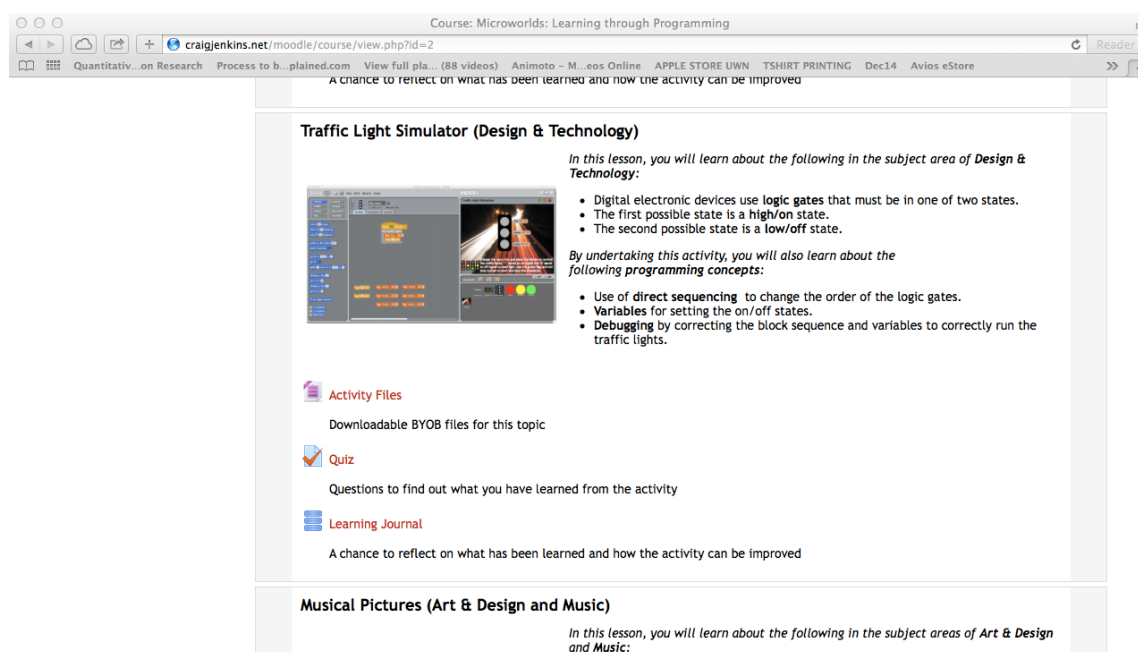 Course: Microworlds: Learning through Programming
craigjenkins.net/moodle/course/view.php?id=2
Reader
Quantitativ...on Research Process to b...plained.com View full pla... (88 videos) Animoto – M...eos Online APPLE STORE UWN TSHIRT PRINTING Dec14 Avios eStore
A chance to reflect on what has been learned and how the activity can be improved
Traffic Light Simulator (Design & Technology)
In this lesson, you will learn about the following in the subject area of Design &
Technology:
• Digital electronic devices use logic gates that must be in one of two states.
• The first possible state is a high/on state.
• The second possible state is a low/off state.
By undertaking this activity, you will also learn about the
following programming concepts:
• Use of direct sequencing to change the order of the logic gates.
• Variables for setting the on/off states.
• Debugging by correcting the block sequence and variables to correctly run the
traffic lights.
Activity Files
Downloadable BYOB files for this topic
Quiz
Questions to find out what you have learned from the activity
Learning Journal
A chance to reflect on what has been learned and how the activity can be improved
Musical Pictures (Art & Design and Music)
In this lesson, you will learn about the following in the subject areas of Art & Design
and Music: